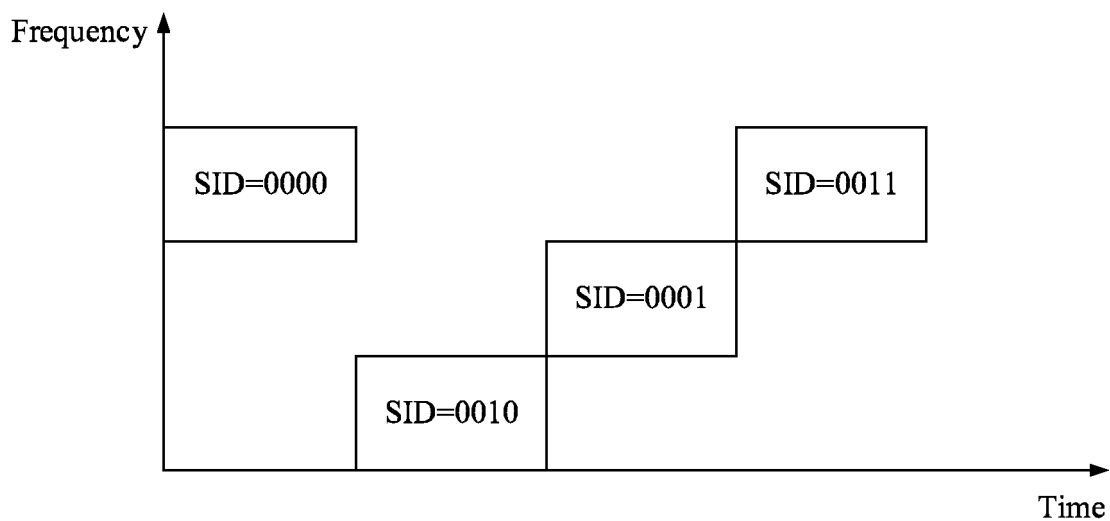 Frequency
SID=0000
SID=0011
SID=0001
SID=0010
Time